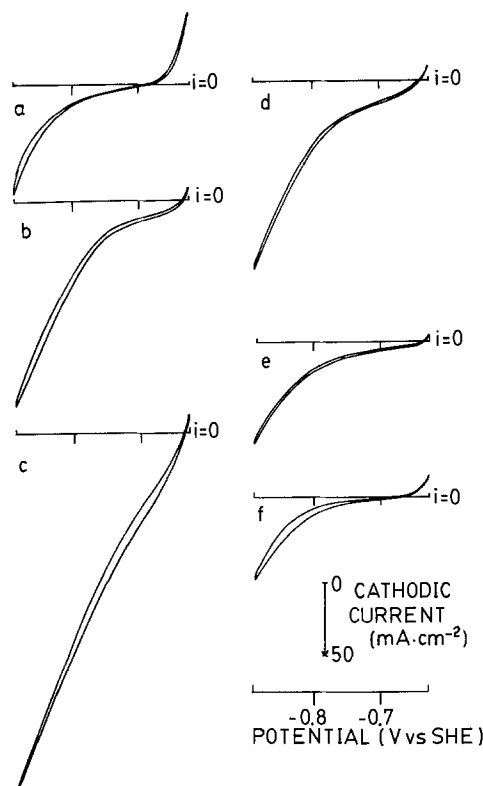 i=0
a
i=0
b
i=0
c
i=0
d
i=0
e
i=0
f
0 CATHODIC
CURRENT
(mA·cm⁻²)
50
-0.8 -0.7
POTENTIAL (V vs SHE)